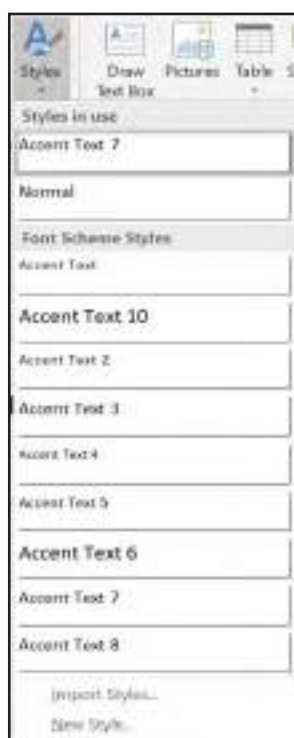 Styles Draw Pictures Table
Text Box
Styles in use
Accent Text 7
Normal
Font Scheme Styles
Accent Text
Accent Text 10
Accent Text 2
Accent Text 3
Accent Text 4
Accent Text 5
Accent Text 6
Accent Text 7
Accent Text 8
Import Styles...
New Style...